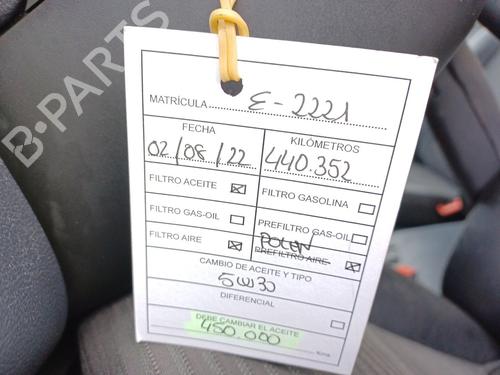 B-PARTS
MATRÍCULA E-2221
FECHA KILÓMETROS
02/08/22 440.352
FILTRO ACEITE FILTRO GASOLINA
FILTRO GAS-OIL PREFILTRO GAS-OIL
POLEN
FILTRO AIRE PREFILTRO AIRE
CAMBIO DE ACEITE Y TIPO
5W30
DIFERENCIAL
DEBE CAMBIAR EL ACEITE
450.000 Kms